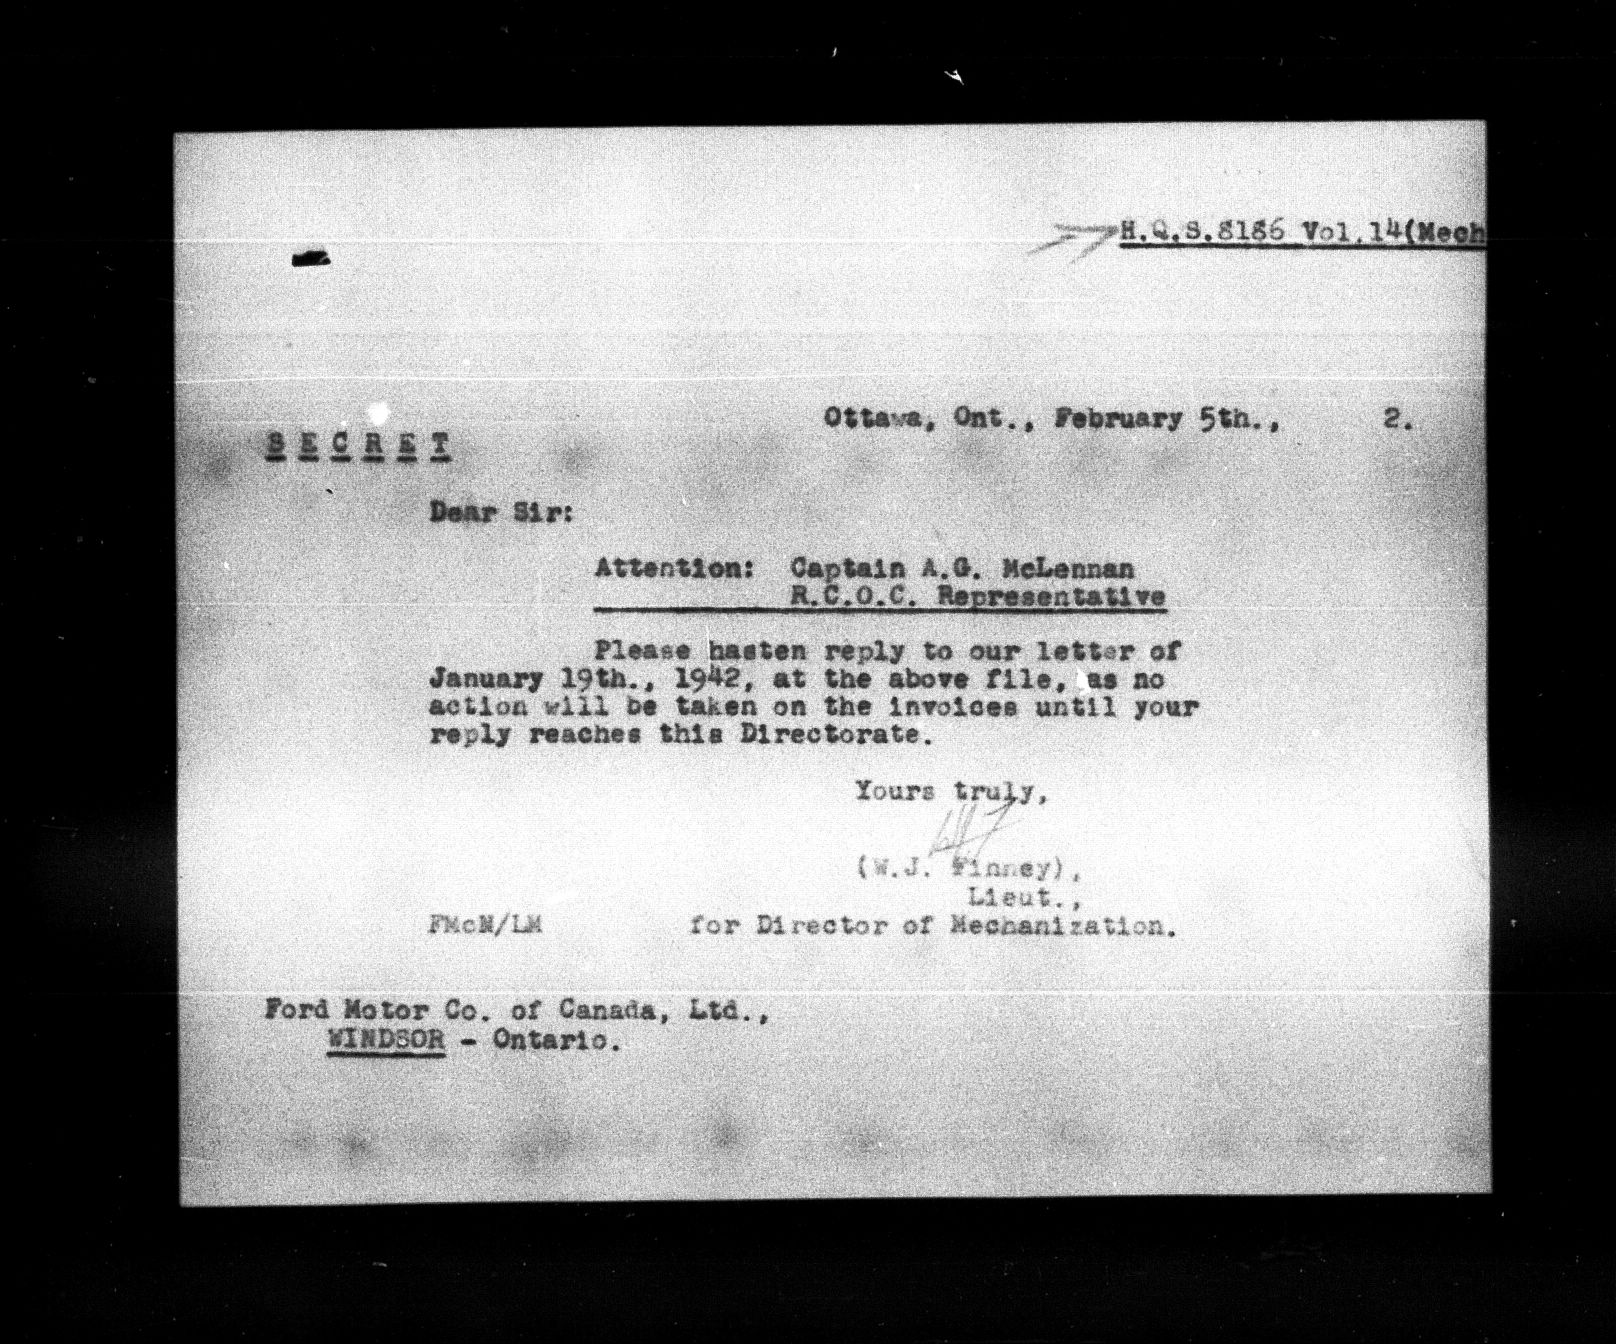 H.Q.S.8186 Vol.14(Mech
Ottawa, Ont., February 5th., 2.
S E C R E T
Dear Sir:
Attention: Captain A.G. McLennan
R.C.O.C. Representative
Please hasten reply to our letter of
January 19th., 1942, at the above file, as no
action will be taken on the invoices until your
reply reaches this Directorate.
Yours truly,
(W.J. Finney),
Lieut.,
FMcN/LM for Director of Mechanization.
Ford Motor Co. of Canada, Ltd.,
WINDSOR - Ontario.